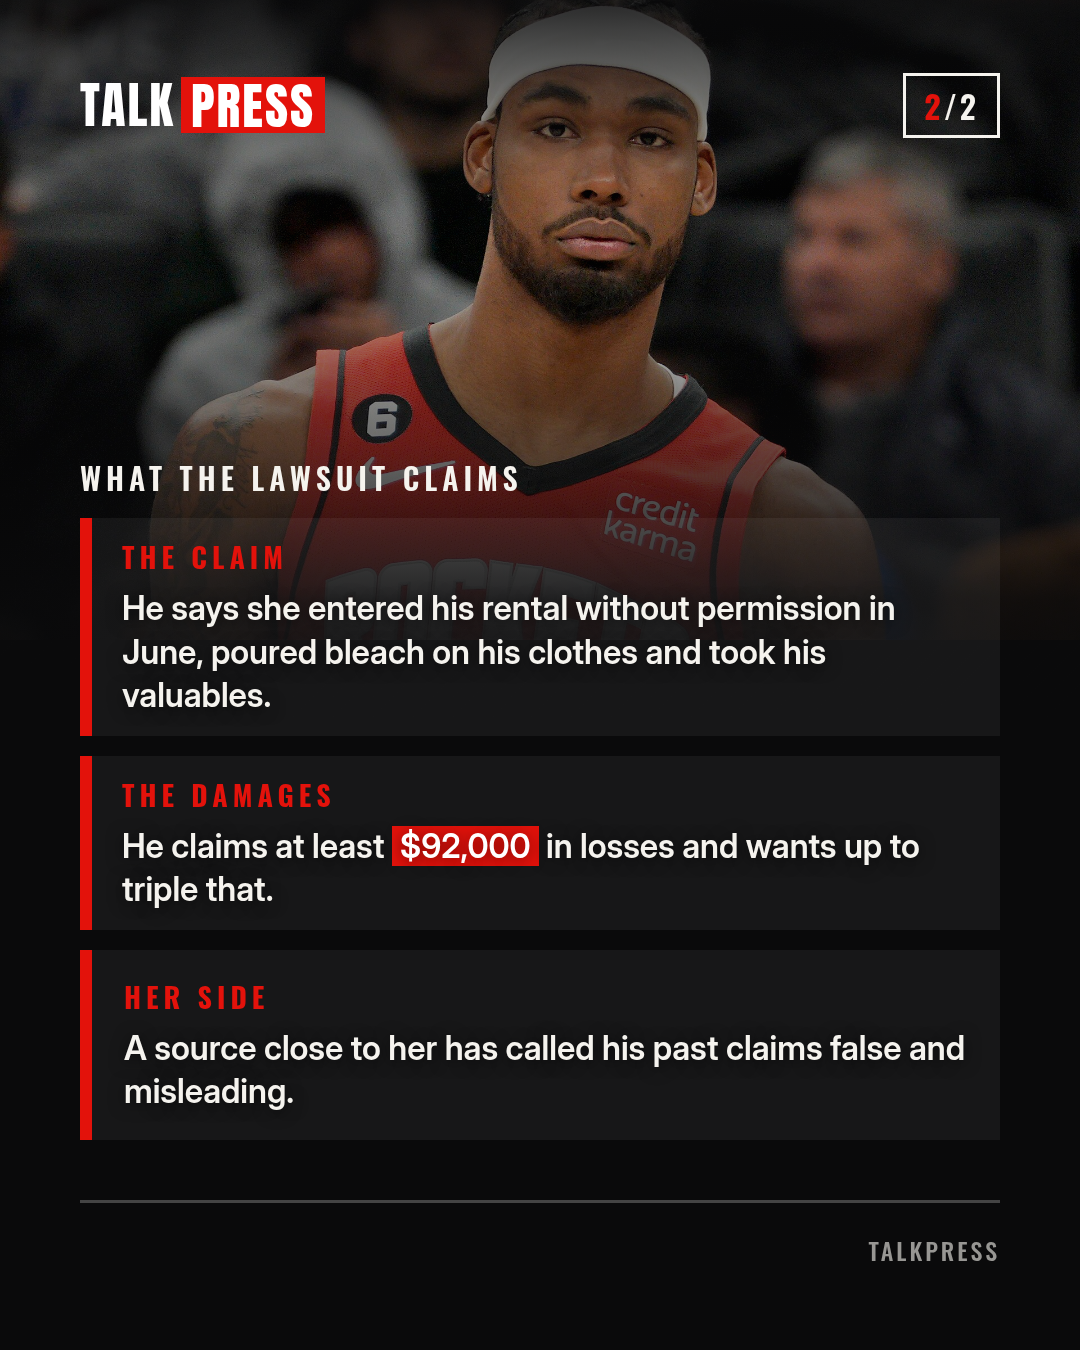 TALK PRESS
2/2
6
credit
karma
WHAT THE LAWSUIT CLAIMS
THE CLAIM
He says she entered his rental without permission in
June, poured bleach on his clothes and took his
valuables.
THE DAMAGES
He claims at least $92,000 in losses and wants up to
triple that.
HER SIDE
A source close to her has called his past claims false and
misleading.
TALKPRESS